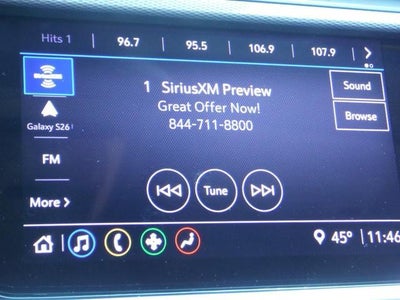 Hits 1 96.7 95.5 106.9 107.9
SiriusXM
1 SiriusXM Preview
Great Offer Now!
844-711-8800
Sound
Browse
Galaxy S26
FM
More
Tune
45° 11:46